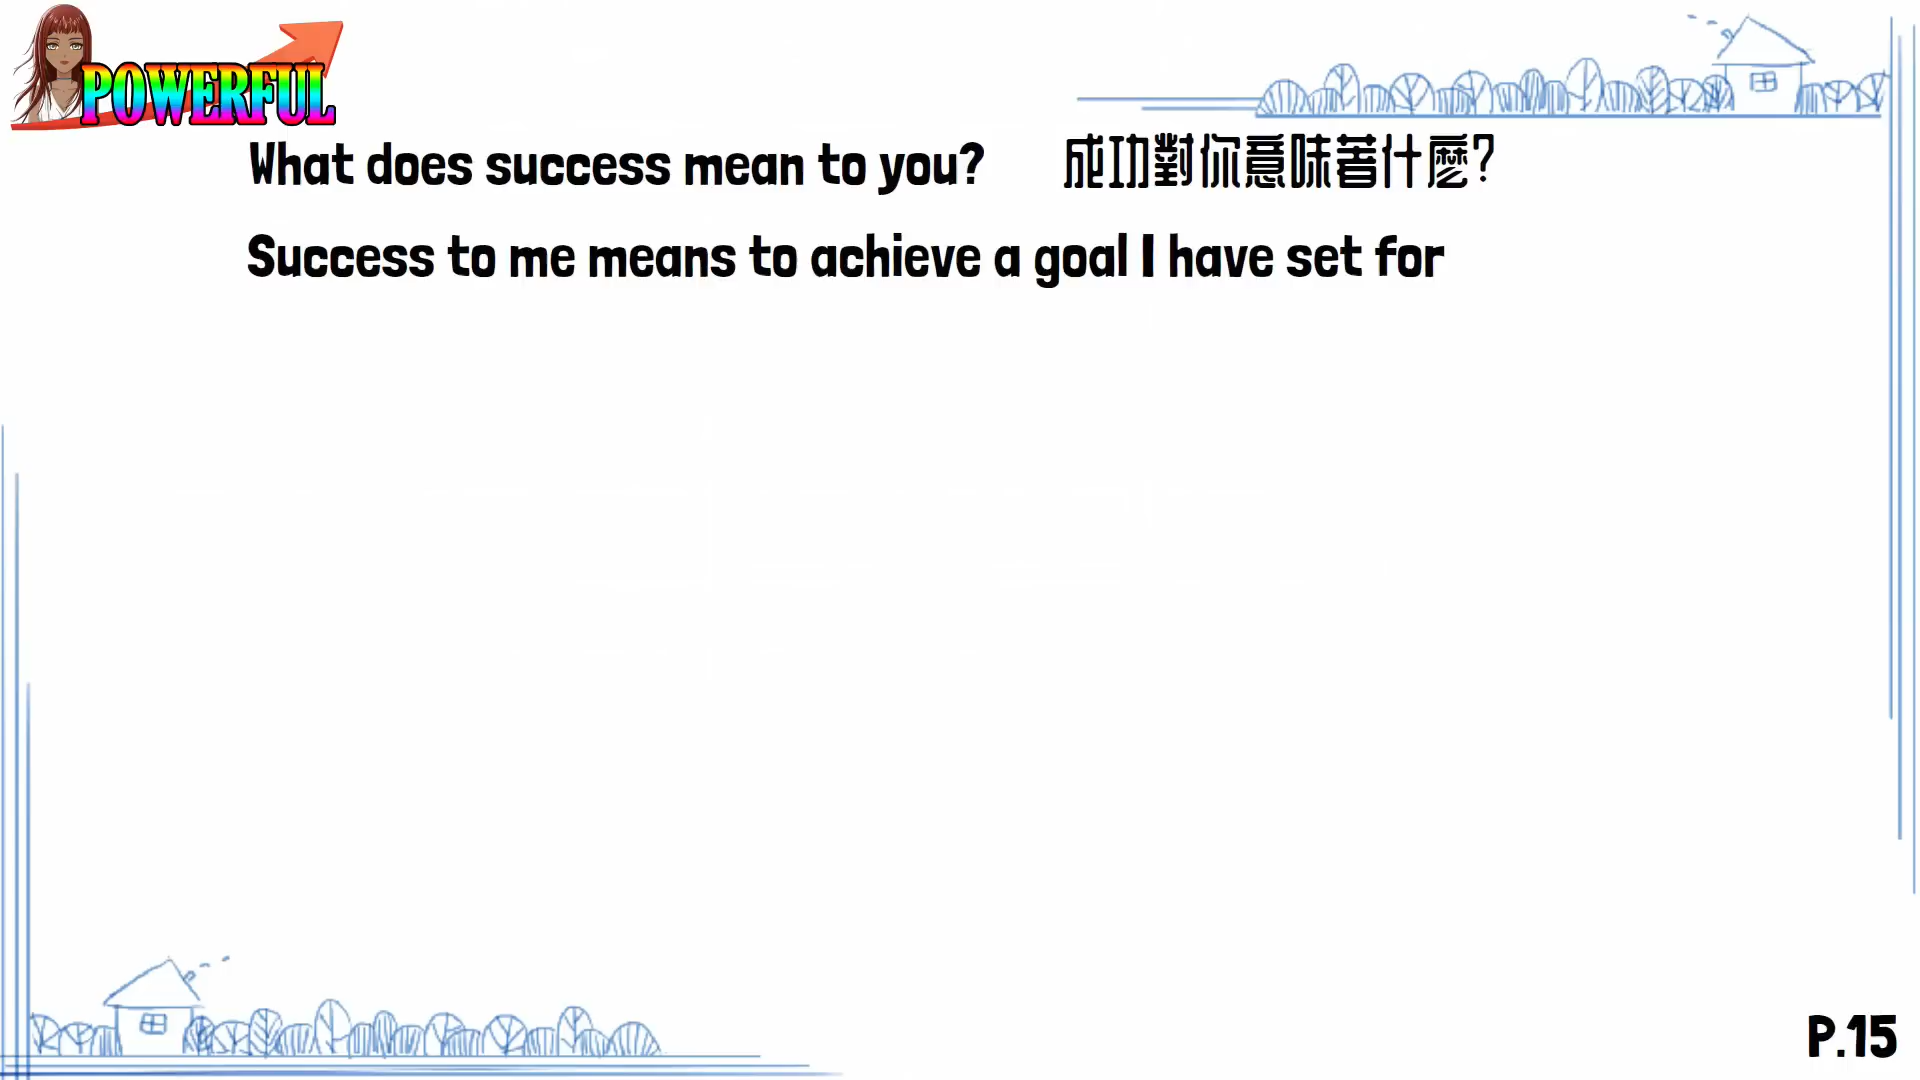 POWERFUL
What does success mean to you? 成功對你意味著什麼?
Success to me means to achieve a goal I have set for
P.15